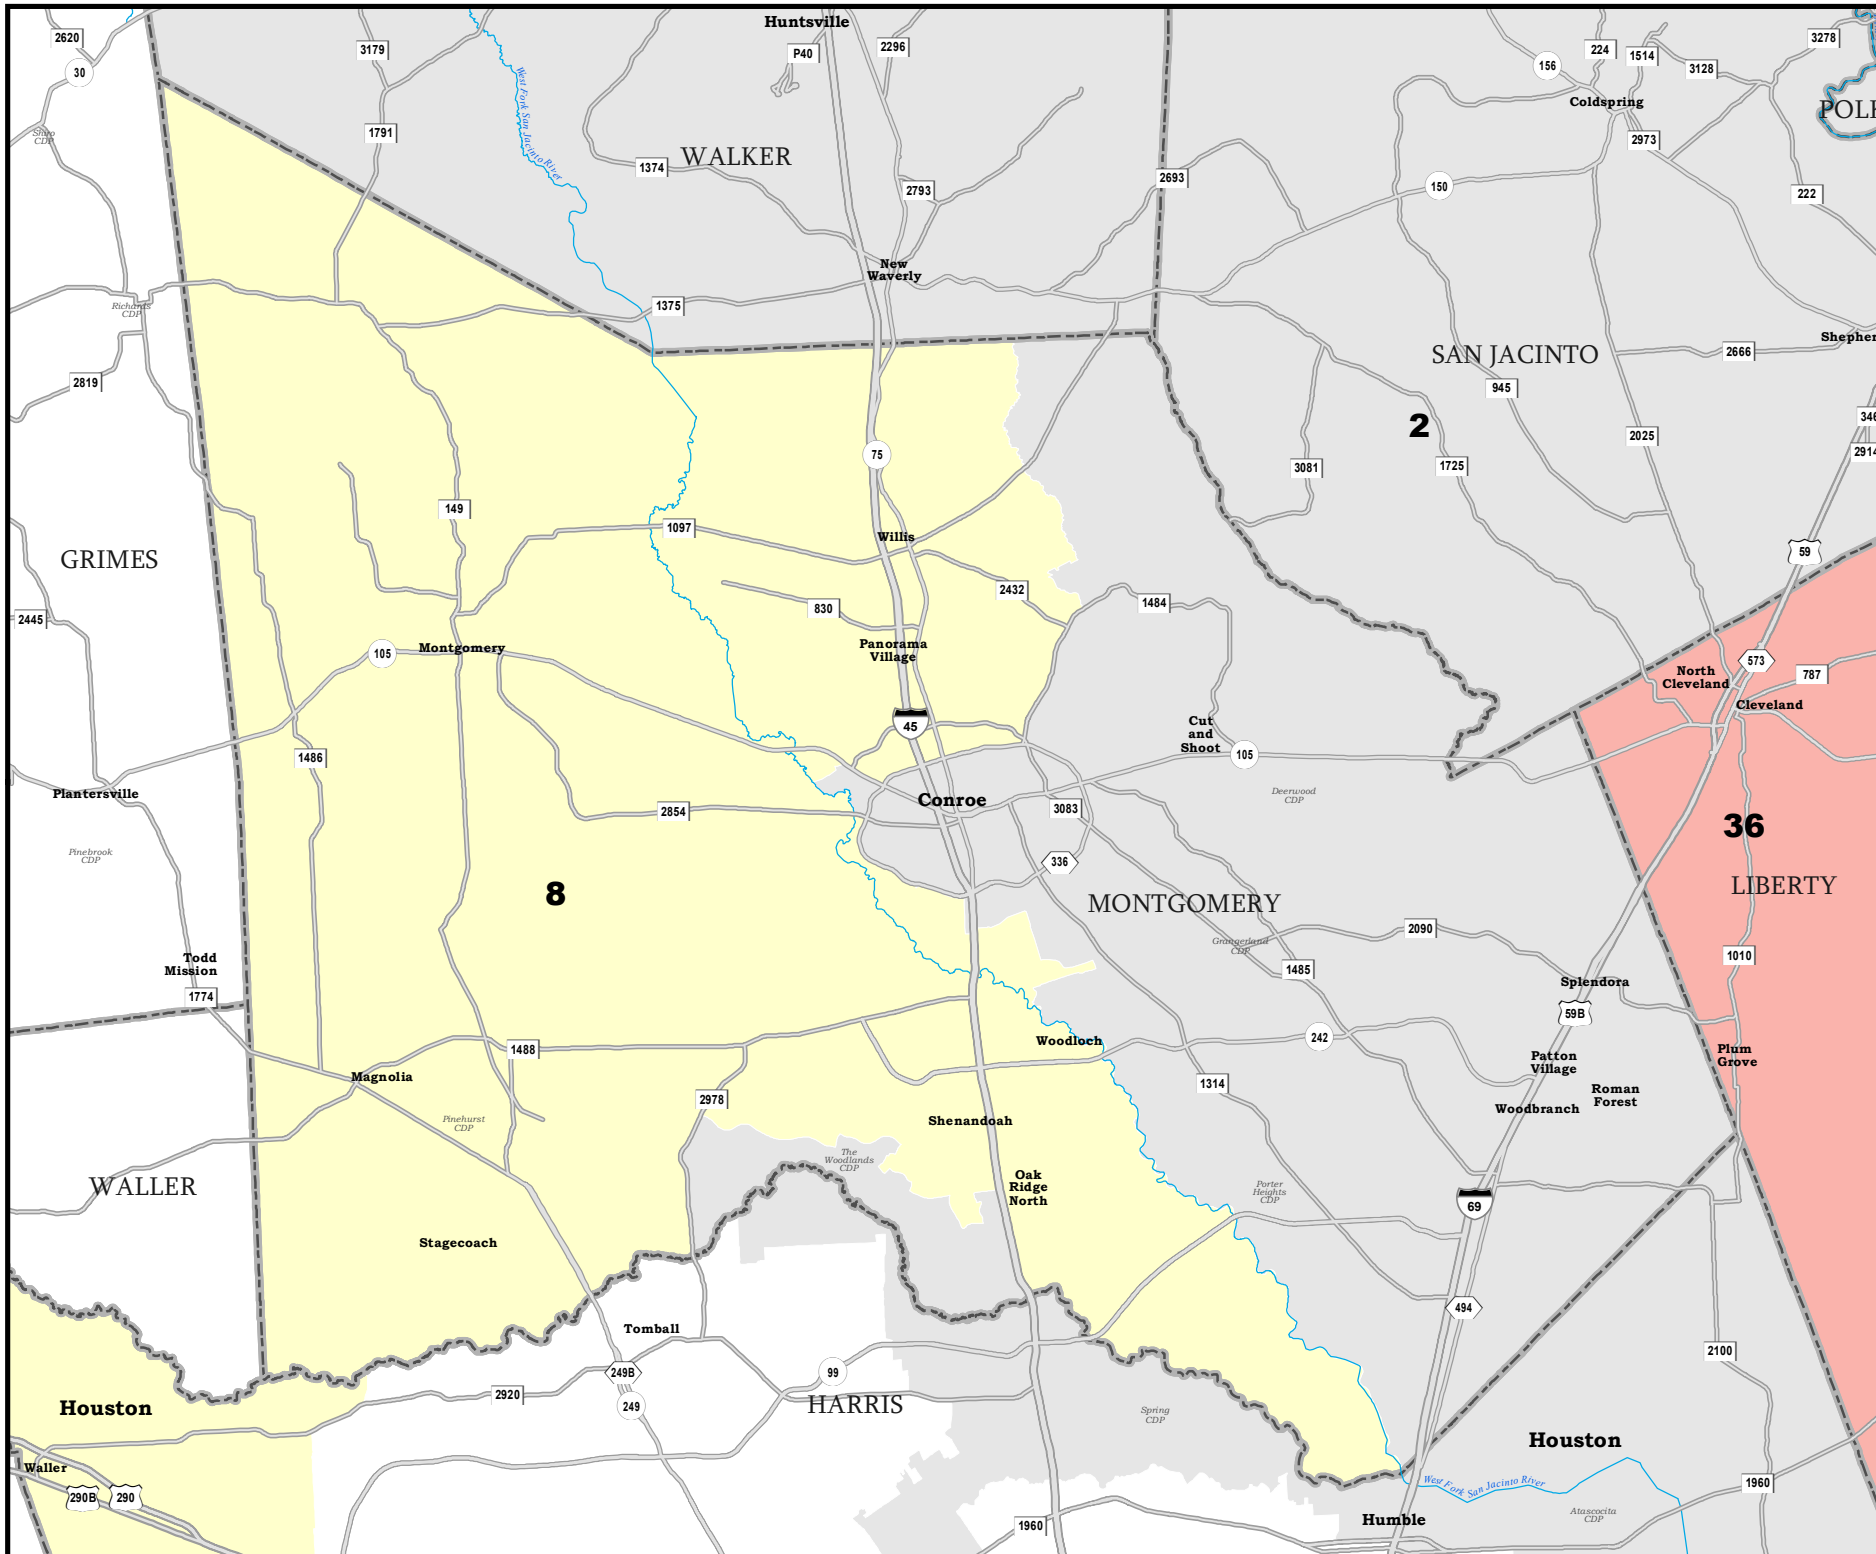 Huntsville
2620
3179
P40
2296
30
156
224
1514
3128
3278
Coldspring
Shiro
CDP
1791
WALKER
1374
2793
2693
150
2973
222
West Fork San Jacinto River
New
Waverly
Richards
CDP
1375
2819
SAN JACINTO
2666
945
2
2025
75
3081
1725
149
1097
Willis
59
GRIMES
2432
830
1484
2445
Montgomery
105
Panorama
Village
North
Cleveland
573
787
Cleveland
45
Cut
and
Shoot
105
1486
Plantersville
Deerwood
CDP
Conroe
2854
3083
36
Pinebrook
CDP
336
8
MONTGOMERY
LIBERTY
2090
Grangerland
CDP
1485
1010
Todd
Mission
1774
Splendora
59B
Woodloch
242
1488
Magnolia
Patton
Village
Plum
Grove
1314
2978
Roman
Forest
Woodbranch
Pinehurst
CDP
Shenandoah
The
Woodlands
CDP
WALLER
Oak
Ridge
North
Porter
Heights
CDP
69
Stagecoach
494
Tomball
2100
249B
99
2920
249
HARRIS
Houston
Spring
CDP
Houston
Waller
290B
290
West Fork San Jacinto River
1960
Atascocita
CDP
1960
Humble